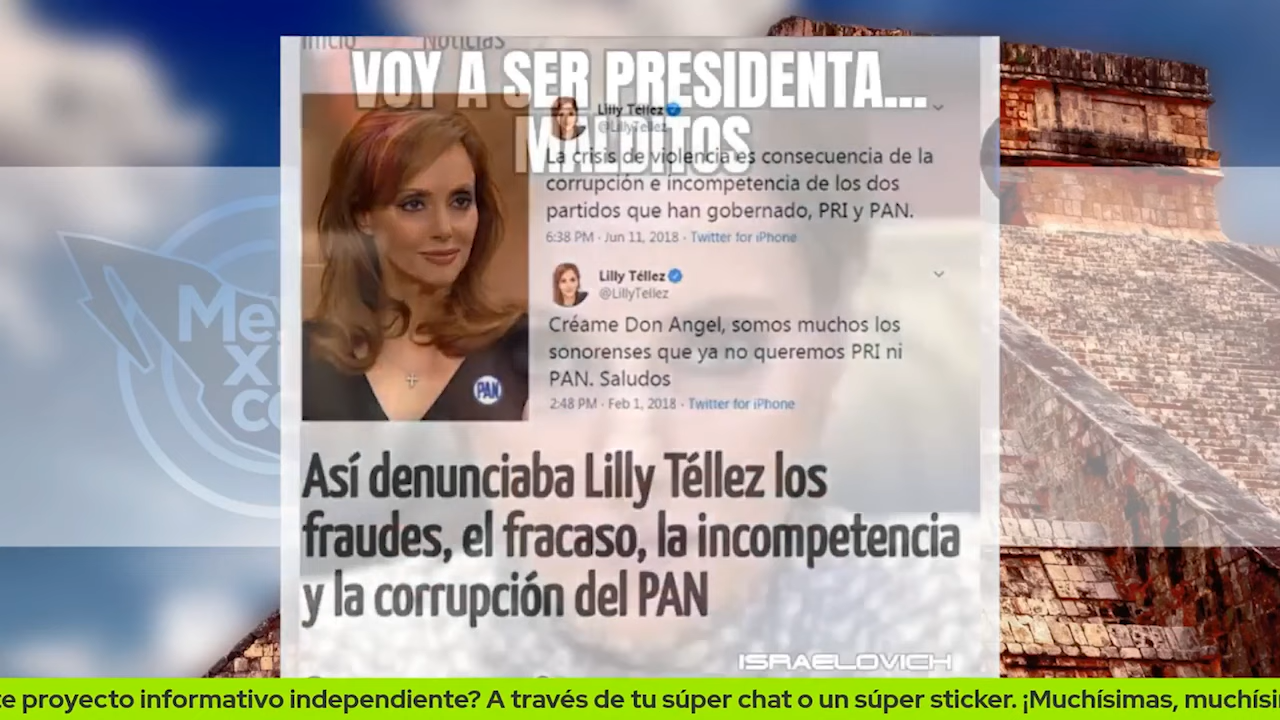 Inicio Noticias
VOY A SER PRESIDENTA...
MALDITOS
Lilly Téllez
@LillyTellez
La crisis de violencia es consecuencia de la
corrupción e incompetencia de los dos
partidos que han gobernado, PRI y PAN.
6:38 PM · Jun 11, 2018 · Twitter for iPhone
Lilly Téllez
@LillyTellez
Créame Don Angel, somos muchos los
sonorenses que ya no queremos PRI ni
PAN. Saludos
2:48 PM · Feb 1, 2018 · Twitter for iPhone
PAN
Así denunciaba Lilly Téllez los
fraudes, el fracaso, la incompetencia
y la corrupción del PAN
ISRAELOVICH
te proyecto informativo independiente? A través de tu súper chat o un súper sticker. ¡Muchísimas, muchísi